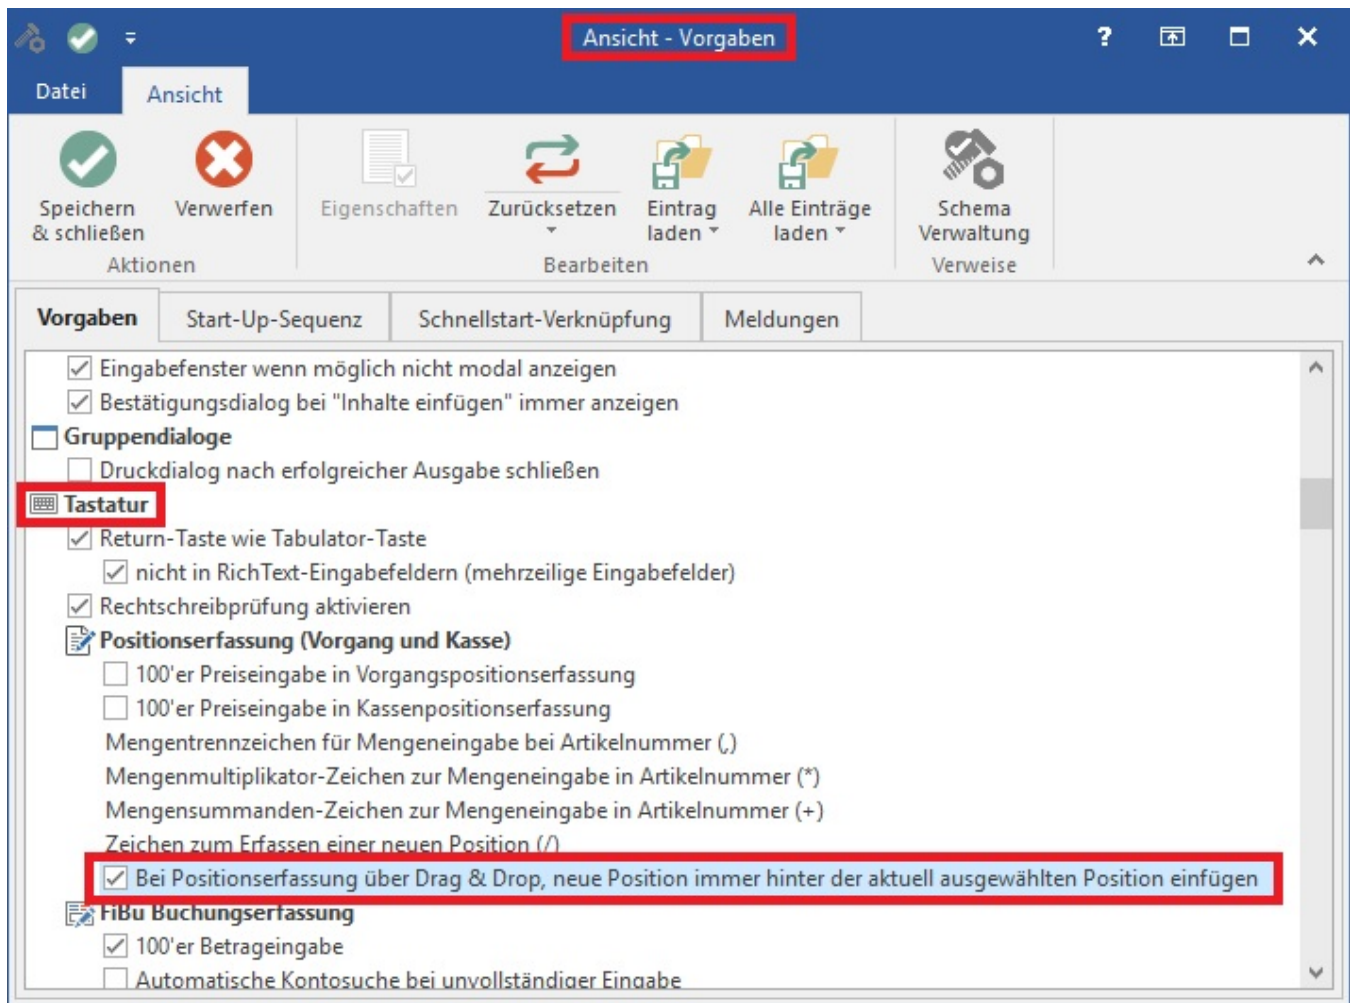 Ansicht - Vorgaben
?
Datei
Ansicht
Speichern & schließen
Verwerfen
Eigenschaften
Zurücksetzen
Eintrag laden
Alle Einträge laden
Schema Verwaltung
Aktionen
Bearbeiten
Verweise
Vorgaben
Start-Up-Sequenz
Schnellstart-Verknüpfung
Meldungen
Eingabefenster wenn möglich nicht modal anzeigen
Bestätigungsdialog bei "Inhalte einfügen" immer anzeigen
Gruppendialoge
Druckdialog nach erfolgreicher Ausgabe schließen
Tastatur
Return-Taste wie Tabulator-Taste
nicht in RichText-Eingabefeldern (mehrzeilige Eingabefelder)
Rechtschreibprüfung aktivieren
Positionserfassung (Vorgang und Kasse)
100'er Preiseingabe in Vorgangspositionserfassung
100'er Preiseingabe in Kassenpositionserfassung
Mengentrennzeichen für Mengeneingabe bei Artikelnummer (,)
Mengenmultiplikator-Zeichen zur Mengeneingabe in Artikelnummer (*)
Mengensummanden-Zeichen zur Mengeneingabe in Artikelnummer (+)
Zeichen zum Erfassen einer neuen Position (/)
Bei Positionserfassung über Drag & Drop, neue Position immer hinter der aktuell ausgewählten Position einfügen
FiBu Buchungserfassung
100'er Betrageingabe
Automatische Kontosuche bei unvollständiger Eingabe